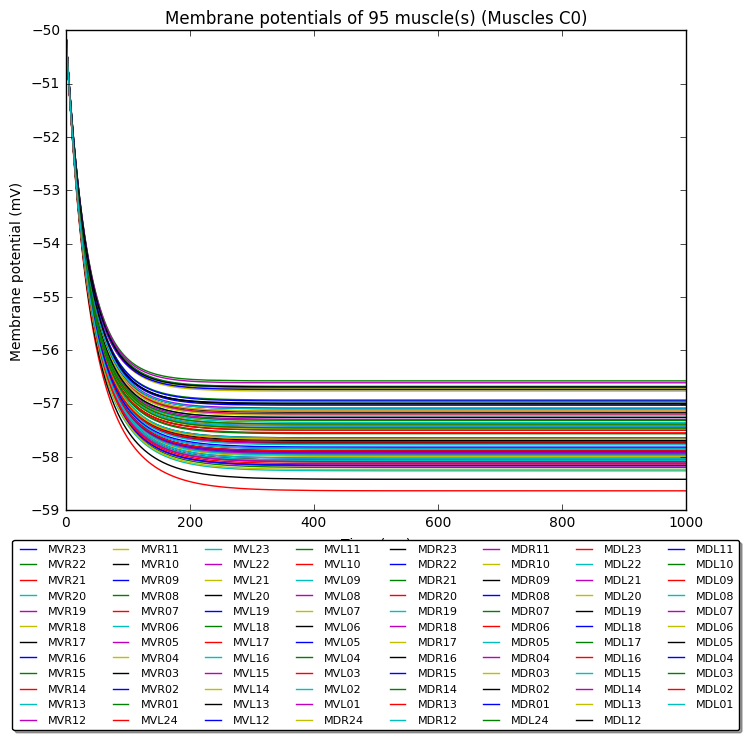 Membrane potentials of 95 muscle(s) (Muscles C0)
−50
−51
−52
−53
−54
−55
−56
−57
−58
−59
Membrane potential (mV)
0 200 400 600 800 1000
MVR23 MVR11 MVL23 MVL11 MDR23 MDR11 MDL23 MDL11
MVR22 MVR10 MVL22 MVL10 MDR22 MDR10 MDL22 MDL10
MVR21 MVR09 MVL21 MVL09 MDR21 MDR09 MDL21 MDL09
MVR20 MVR08 MVL20 MVL08 MDR20 MDR08 MDL20 MDL08
MVR19 MVR07 MVL19 MVL07 MDR19 MDR07 MDL19 MDL07
MVR18 MVR06 MVL18 MVL06 MDR18 MDR06 MDL18 MDL06
MVR17 MVR05 MVL17 MVL05 MDR17 MDR05 MDL17 MDL05
MVR16 MVR04 MVL16 MVL04 MDR16 MDR04 MDL16 MDL04
MVR15 MVR03 MVL15 MVL03 MDR15 MDR03 MDL15 MDL03
MVR14 MVR02 MVL14 MVL02 MDR14 MDR02 MDL14 MDL02
MVR13 MVR01 MVL13 MVL01 MDR13 MDR01 MDL13 MDL01
MVR12 MVL24 MVL12 MDR24 MDR12 MDL24 MDL12